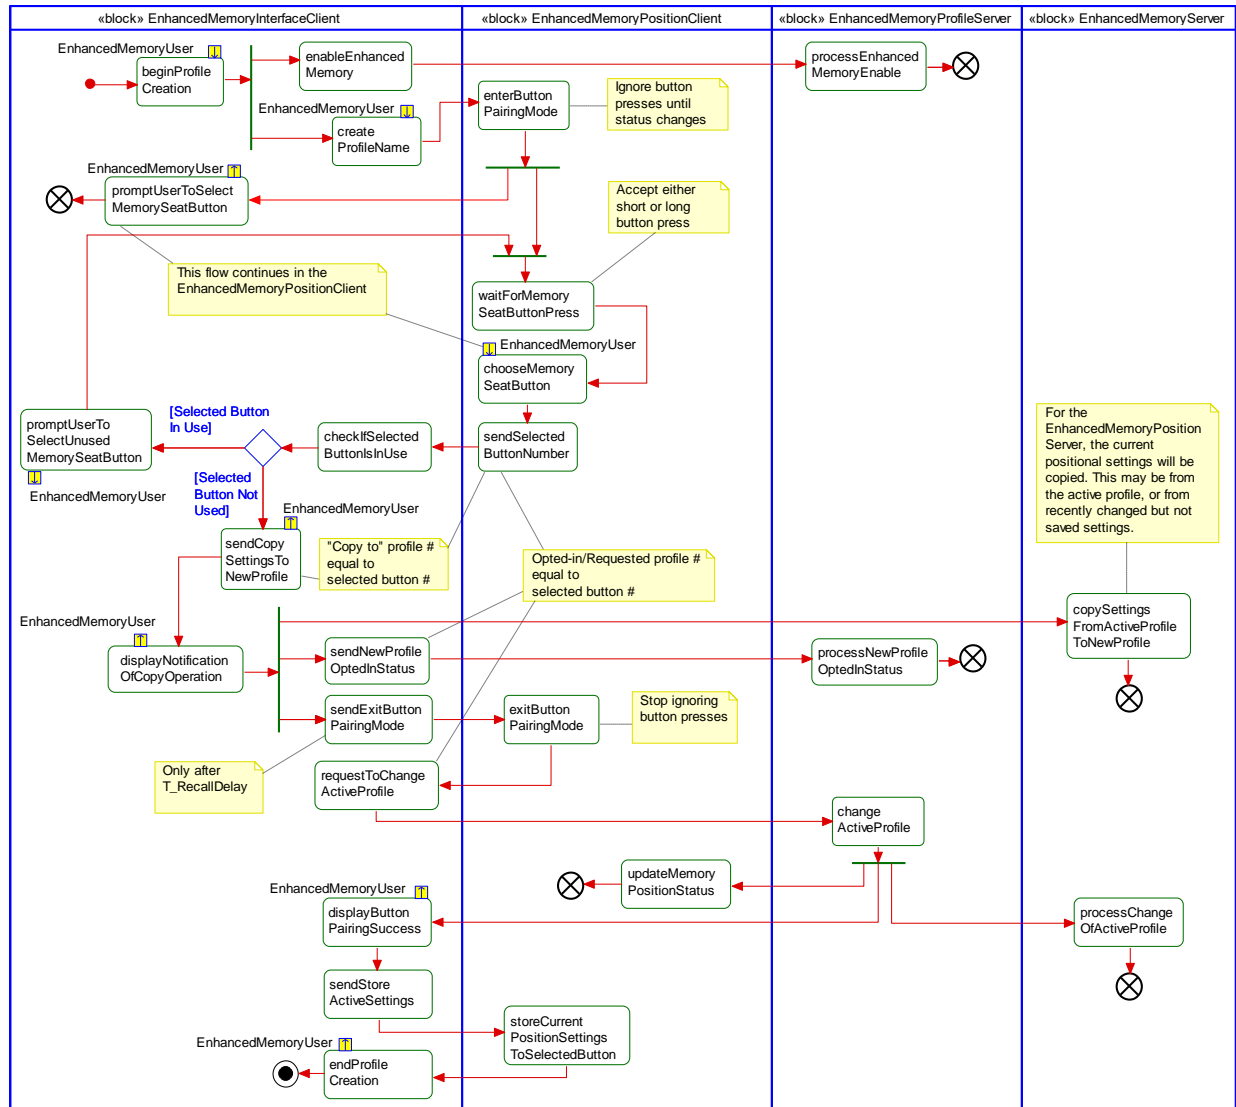 «block» EnhancedMemoryInterfaceClient
«block» EnhancedMemoryPositionClient
«block» EnhancedMemoryProfileServer
«block» EnhancedMemoryServer
EnhancedMemoryUser
beginProfile
Creation
enableEnhanced
Memory
processEnhanced
MemoryEnable
EnhancedMemoryUser
create
ProfileName
enterButton
PairingMode
Ignore button
presses until
status changes
EnhancedMemoryUser
promptUserToSelect
MemorySeatButton
Accept either
short or long
button press
This flow continues in the
EnhancedMemoryPositionClient
waitForMemory
SeatButtonPress
EnhancedMemoryUser
chooseMemory
SeatButton
promptUserTo
SelectUnused
MemorySeatButton
EnhancedMemoryUser
[Selected Button
In Use]
checkIfSelected
ButtonIsInUse
sendSelected
ButtonNumber
[Selected
Button Not
Used]
For the
EnhancedMemoryPosition
Server, the current
positional settings will be
copied. This may be from
the active profile, or from
recently changed but not
saved settings.
EnhancedMemoryUser
sendCopy
SettingsTo
NewProfile
"Copy to" profile #
equal to
selected button #
Opted-in/Requested profile #
equal to
selected button #
EnhancedMemoryUser
displayNotification
OfCopyOperation
copySettings
FromActiveProfile
ToNewProfile
sendNewProfile
OptedInStatus
processNewProfile
OptedInStatus
sendExitButton
PairingMode
exitButton
PairingMode
Stop ignoring
button presses
Only after
T_RecallDelay
requestToChange
ActiveProfile
change
ActiveProfile
updateMemory
PositionStatus
EnhancedMemoryUser
displayButton
PairingSuccess
processChange
OfActiveProfile
sendStore
ActiveSettings
storeCurrent
PositionSettings
ToSelectedButton
EnhancedMemoryUser
endProfile
Creation